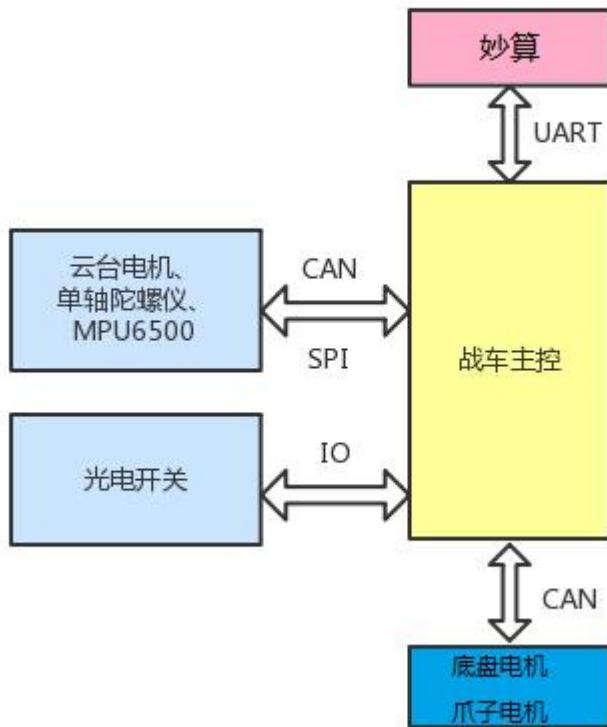 妙算
UART
云台电机、
单轴陀螺仪、
MPU6500
CAN
SPI
战车主控
光电开关
IO
CAN
底盘电机
爪子电机